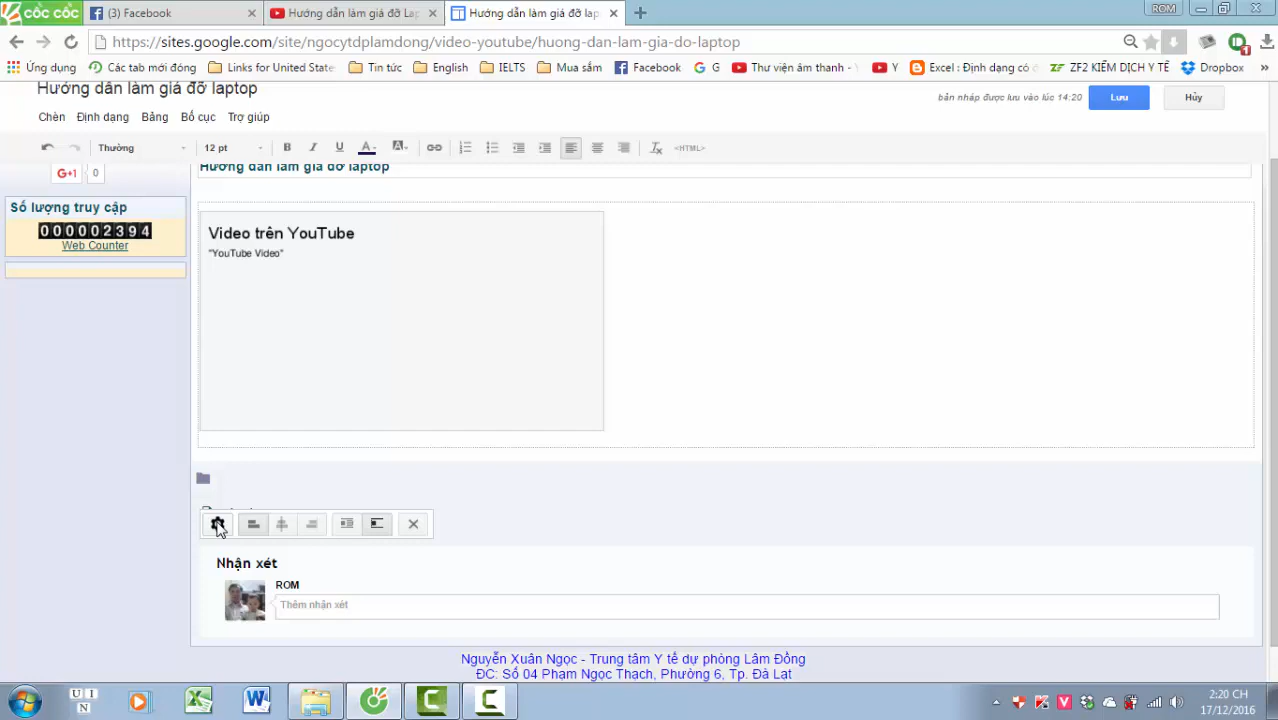 CỐC CỐC
(3) Facebook
Hướng dẫn làm giá đỡ Lap
Hướng dẫn làm giá đỡ lap
ROM
https://sites.google.com/site/ngocytdplamdong/video-youtube/huong-dan-lam-gia-do-laptop
Ứng dụng
Các tab mới đóng
Links for United State
Tin tức
English
IELTS
Mua sắm
Facebook
G
Thư viện âm thanh -
Y
Excel : Định dạng có
ZF2 KIỂM DỊCH Y TẾ
Dropbox
»
Hướng dẫn làm giá đỡ laptop
bản nháp được lưu vào lúc 14:20
Lưu
Hủy
Chèn
Định dạng
Bảng
Bố cục
Trợ giúp
Thường
12 pt
B
I
U
A
A
<HTML>
G+1
0
Hướng dẫn làm giá đỡ laptop
Số lượng truy cập
000002394
Web Counter
Video trên YouTube
"YouTube Video"
Nhận xét
ROM
Thêm nhận xét
Nguyễn Xuân Ngọc - Trung tâm Y tế dự phòng Lâm Đồng
ĐC: Số 04 Phạm Ngọc Thạch, Phường 6, Tp. Đà Lạt
U I
N
2:20 CH
17/12/2016